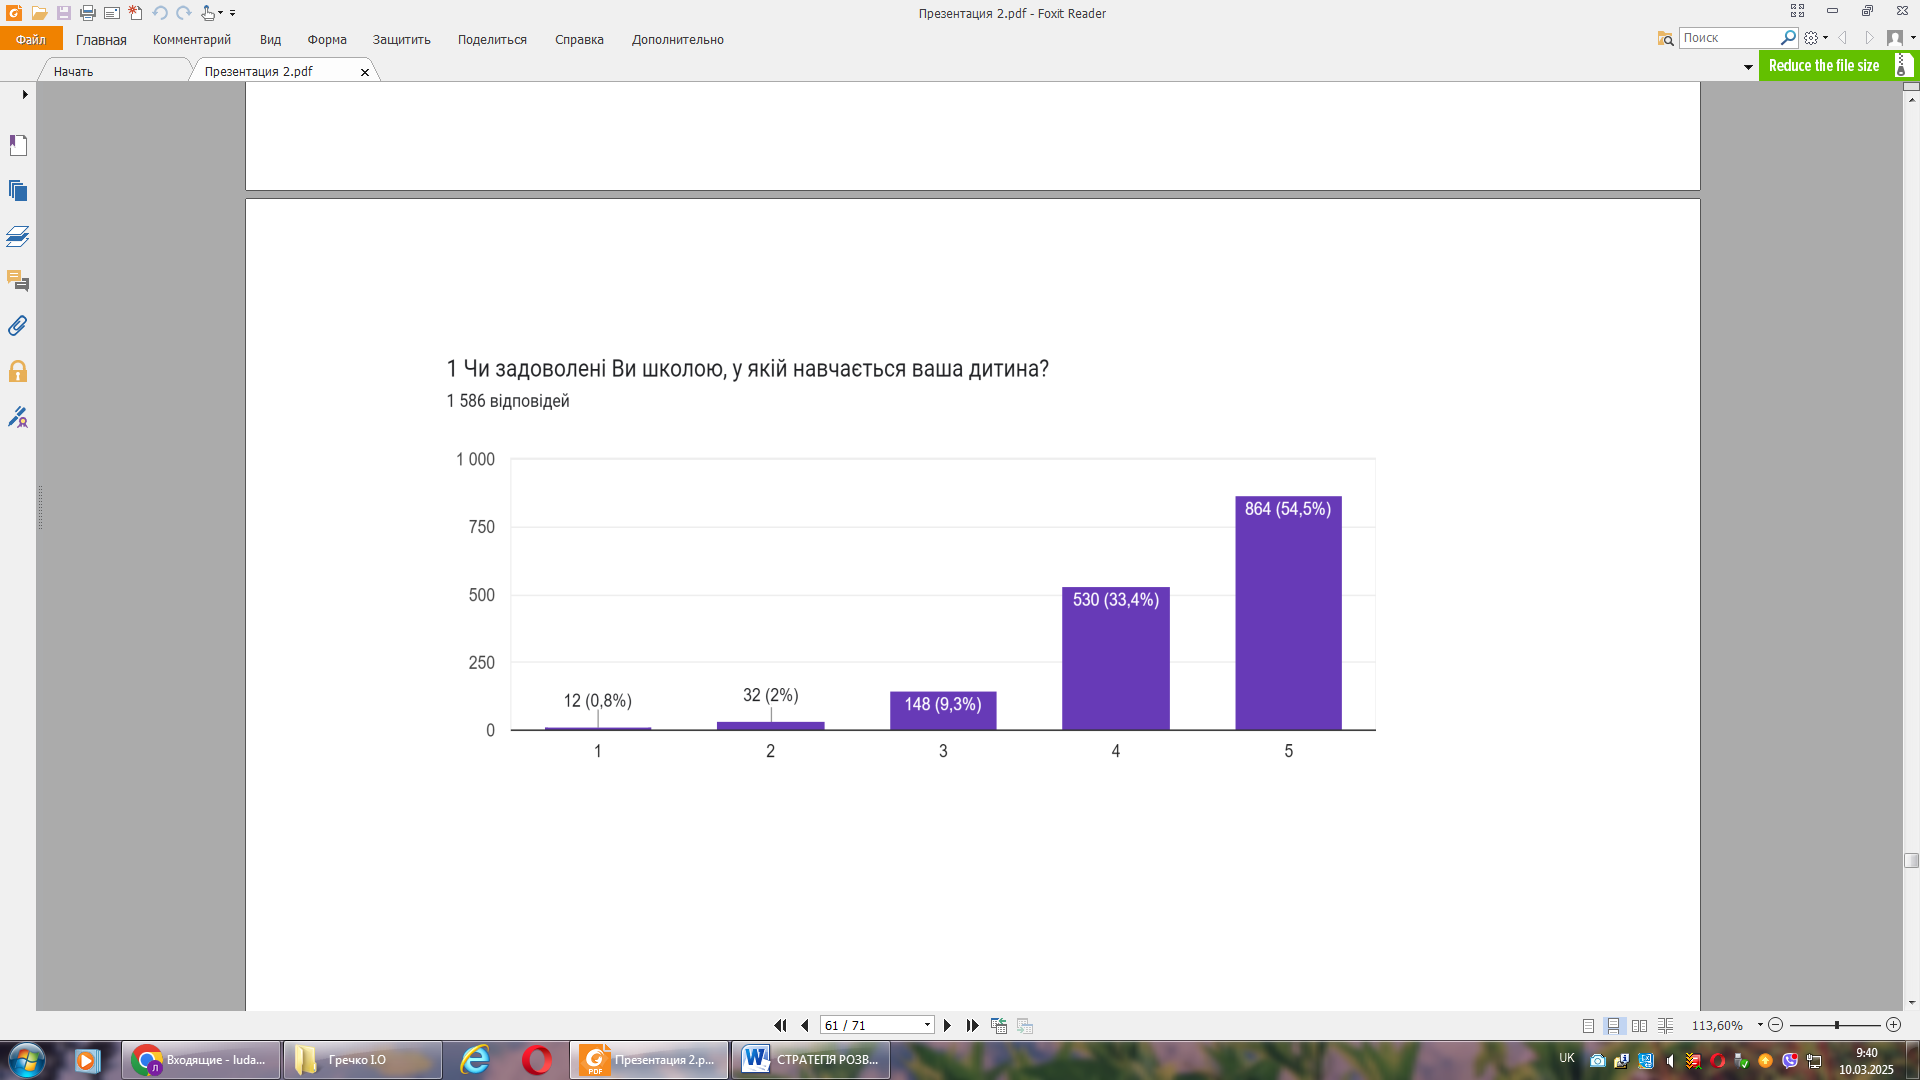 Презентация 2.pdf - Foxit Reader
Файл Главная Комментарий Вид Форма Защитить Поделиться Справка Дополнительно
Поиск
Начать Презентация 2.pdf
Reduce the file size
1 Чи задоволені Ви школою, у якій навчається ваша дитина?
1 586 відповідей
1 000
750
500
250
0
12 (0,8%)
32 (2%)
148 (9,3%)
530 (33,4%)
864 (54,5%)
1 2 3 4 5
61 / 71
113,60%
Входящие - luda...
Гречко І.О
Презентация 2.p...
СТРАТЕГІЯ РОЗВ...
UK
9:40
10.03.2025